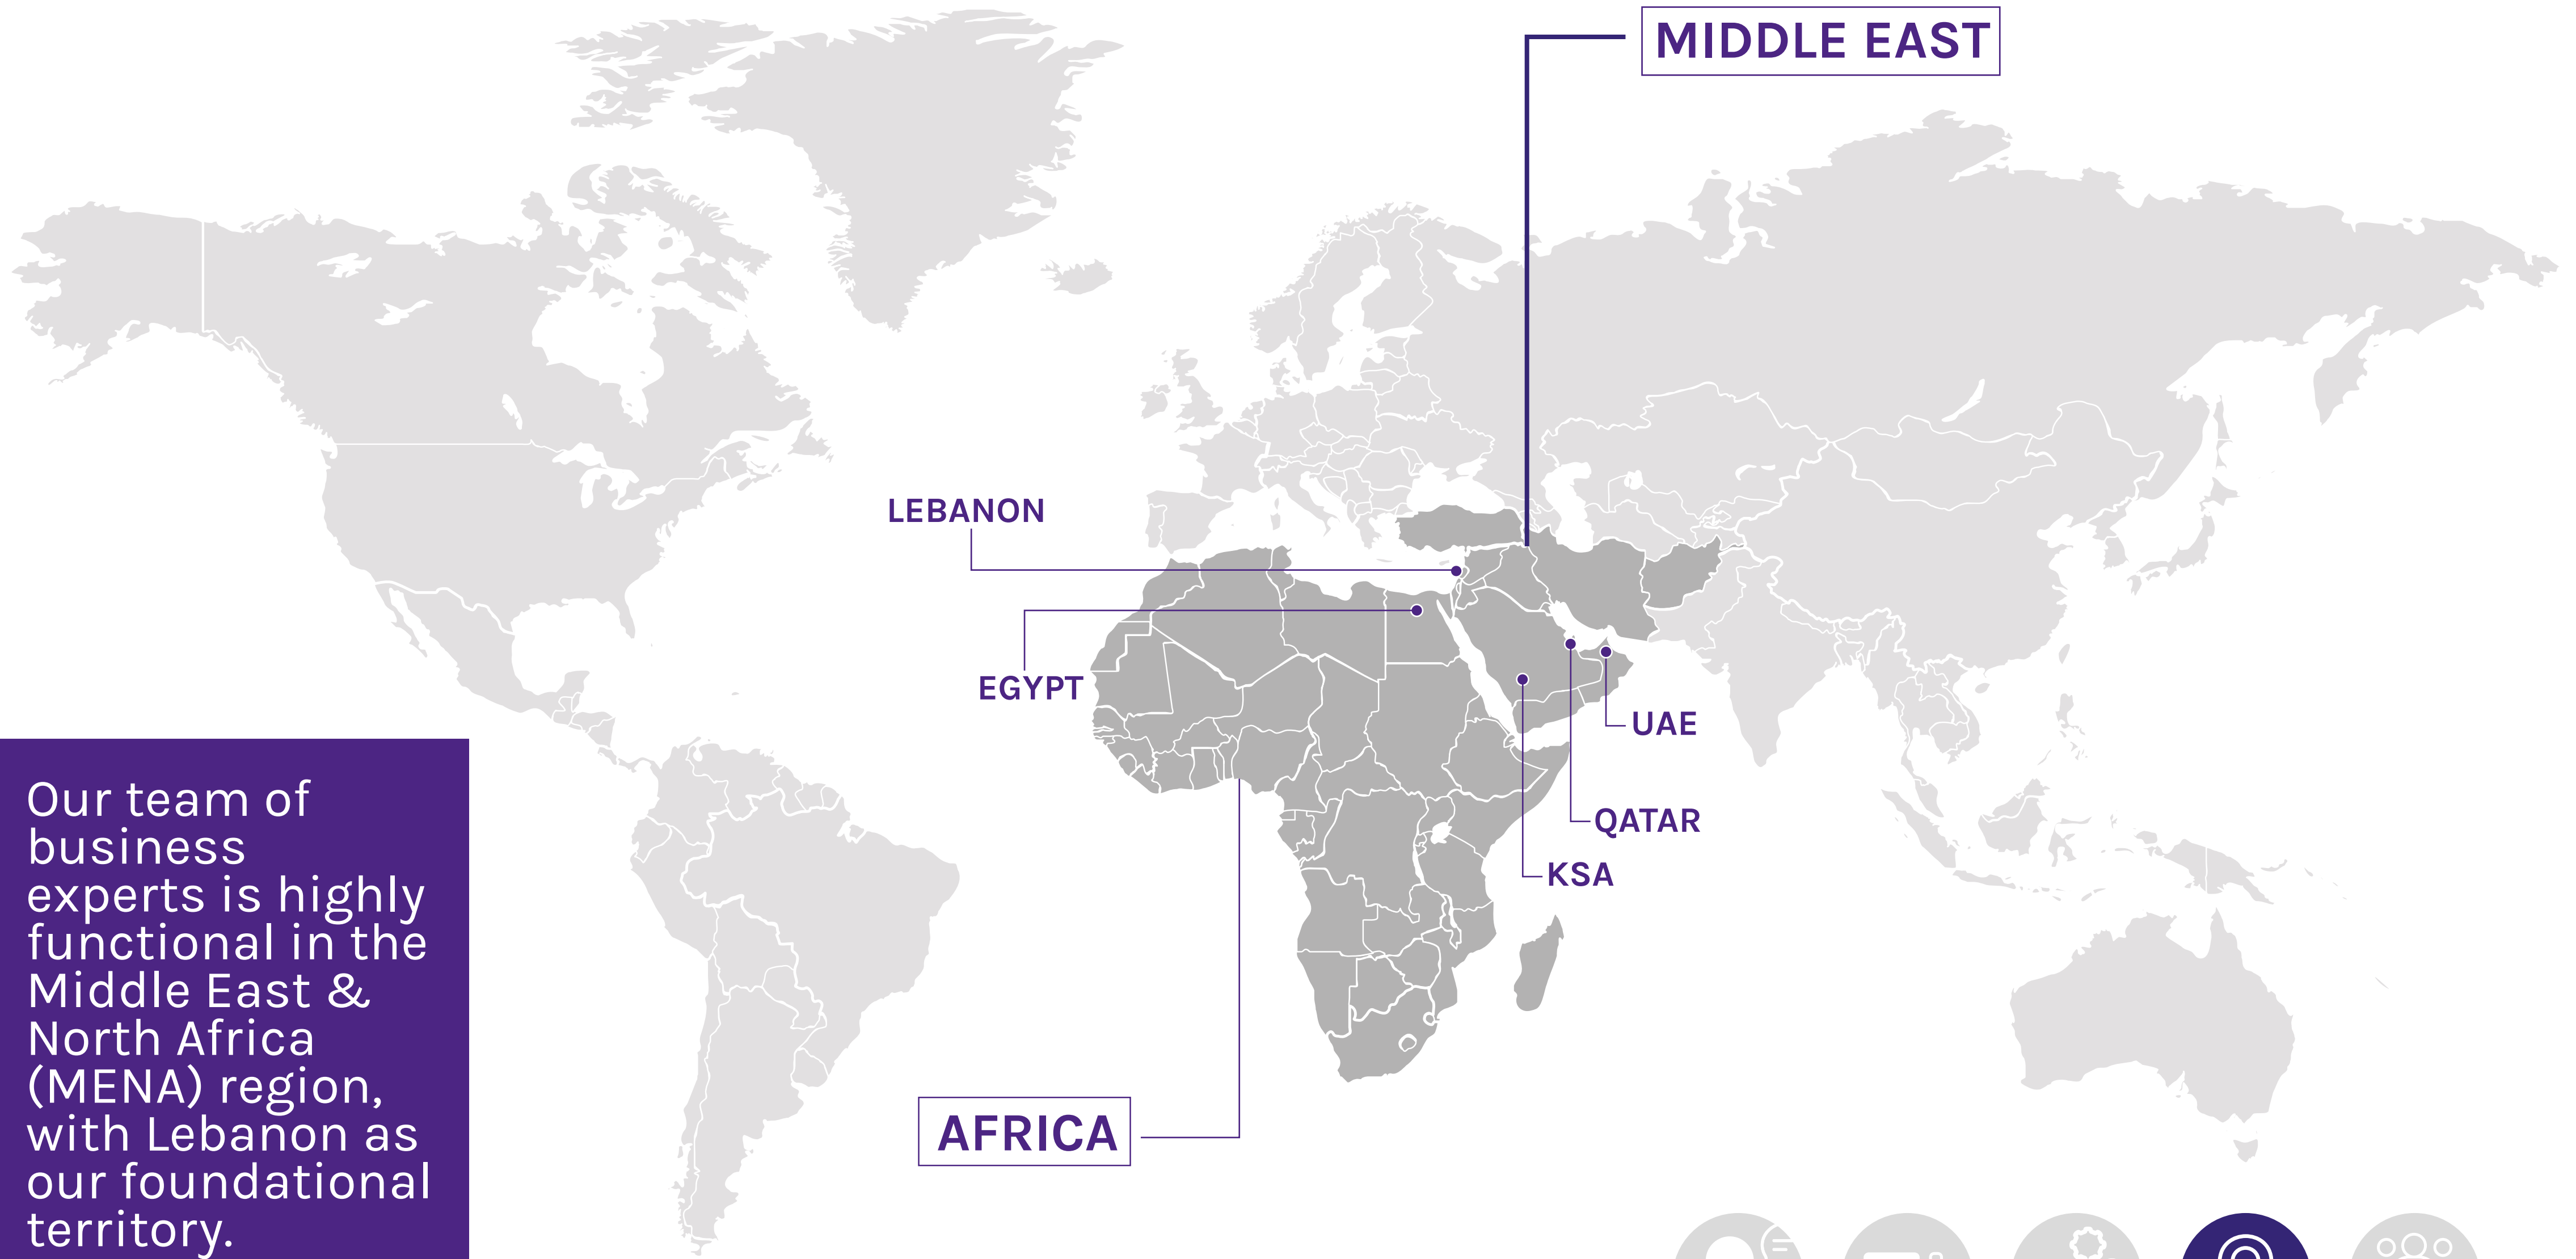 MIDDLE EAST
LEBANON
EGYPT
UAE
QATAR
KSA
AFRICA
Our team of
business
experts is highly
functional in the
Middle East &
North Africa
(MENA) region,
with Lebanon as
our foundational
territory.